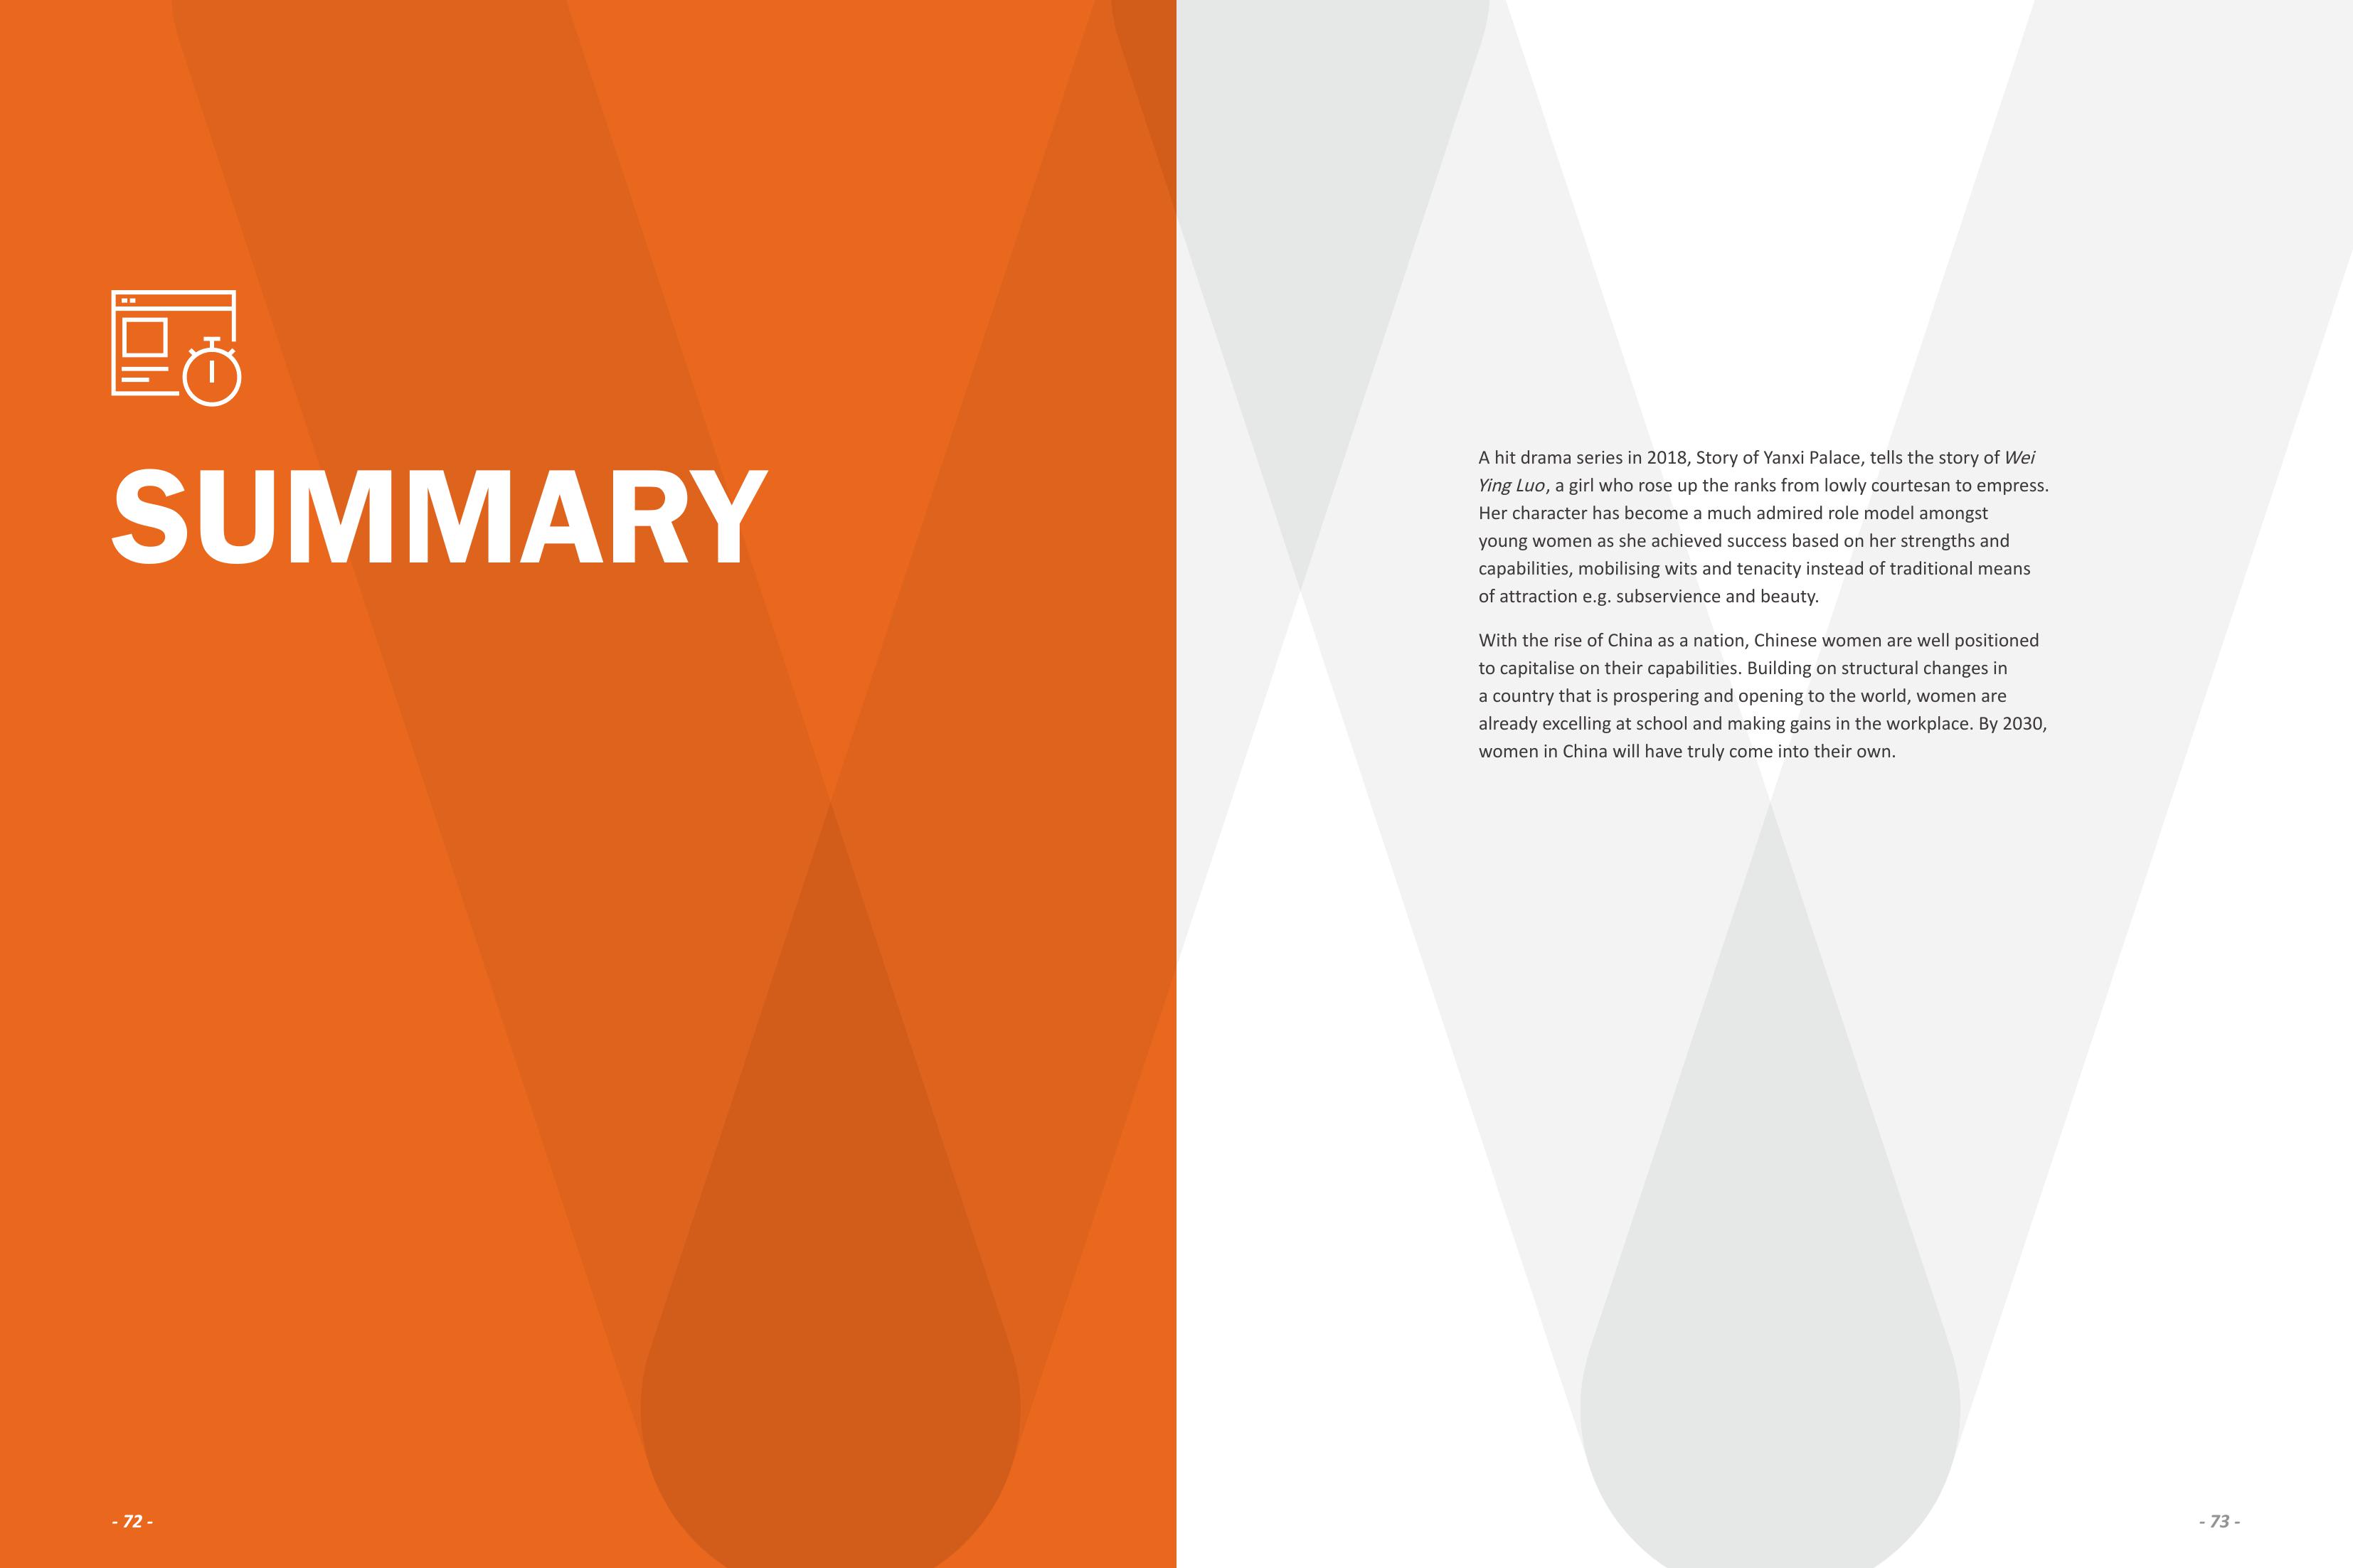 SUMMARY
- 72 -
A hit drama series in 2018, Story of Yanxi Palace, tells the story of Wei
Ying Luo, a girl who rose up the ranks from lowly courtesan to empress.
Her character has become a much admired role model amongst
young women as she achieved success based on her strengths and
capabilities, mobilising wits and tenacity instead of traditional means
of attraction e.g. subservience and beauty.
With the rise of China as a nation, Chinese women are well positioned
to capitalise on their capabilities. Building on structural changes in
a country that is prospering and opening to the world, women are
already excelling at school and making gains in the workplace. By 2030,
women in China will have truly come into their own.
- 73 -